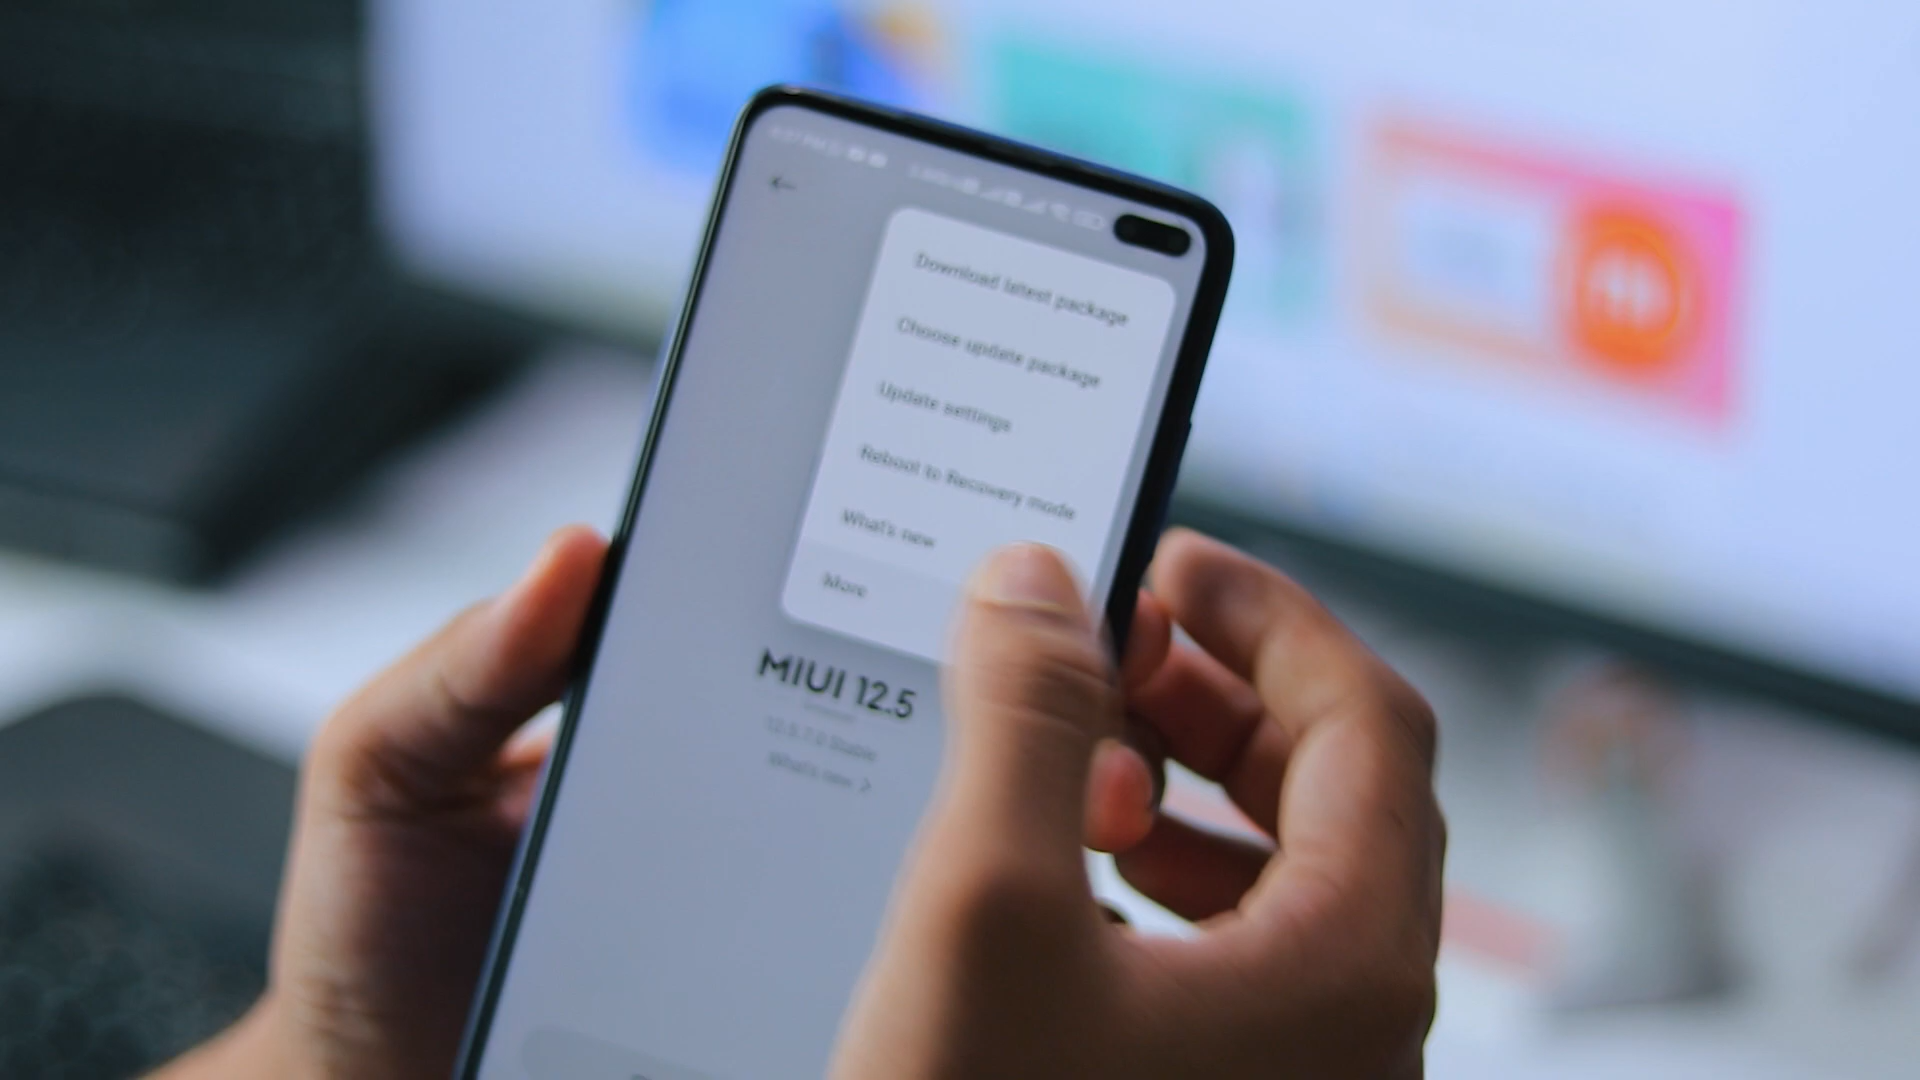 Download latest package
Choose update package
Update settings
Reboot to Recovery mode
What's new
More
MIUI 12.5
12.5.7.0 Stable
What's new >